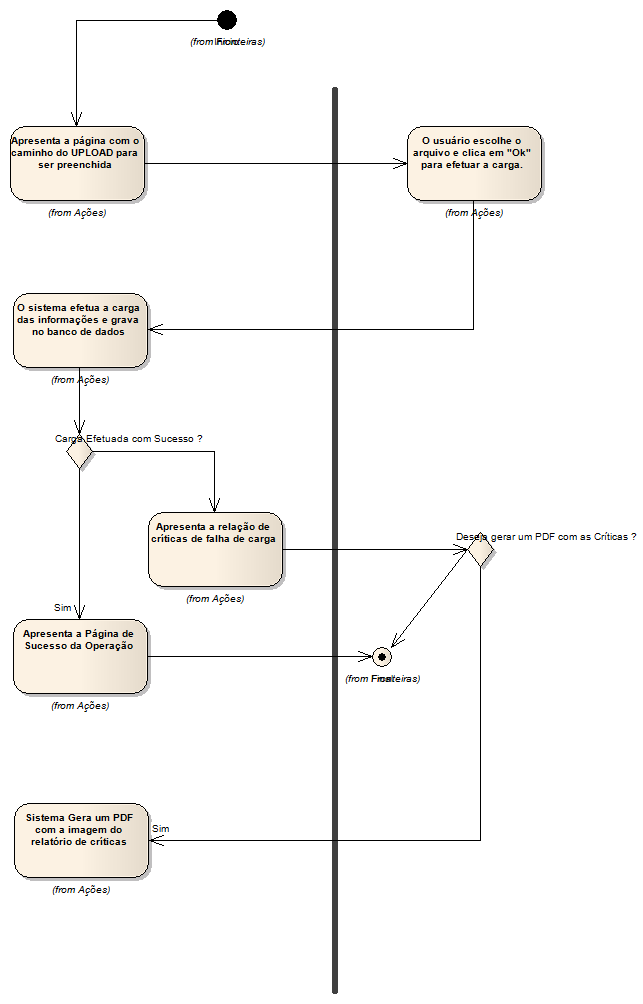 (from Fronteiras)
Apresenta a página com o
caminho do UPLOAD para
ser preenchida
(from Ações)
O usuário escolhe o
arquivo e clica em "Ok"
para efetuar a carga.
(from Ações)
O sistema efetua a carga
das informações e grava
no banco de dados
(from Ações)
Carga Efetuada com Sucesso ?
Apresenta a relação de
críticas de falha de carga
(from Ações)
Deseja gerar um PDF com as Críticas ?
Sim
Apresenta a Página de
Sucesso da Operação
(from Ações)
(from Fronteiras)
Sistema Gera um PDF
com a imagem do
relatório de críticas
Sim
(from Ações)